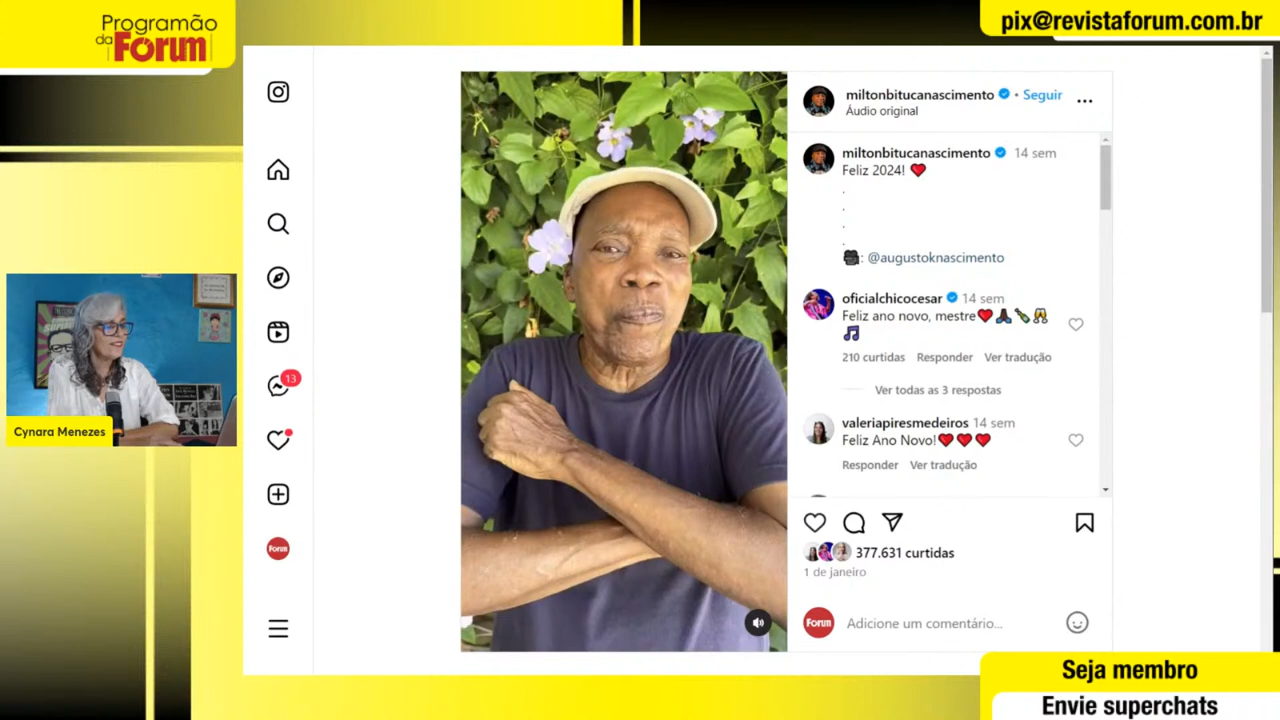 Programão
da Fórum
pix@revistaforum.com.br
miltonbitucanascimento • Seguir
Áudio original
miltonbitucanascimento 14 sem
Feliz 2024! ❤️
.
.
.
.
: @augustoknascimento
oficialchicocesar 14 sem
Feliz ano novo, mestre❤️🙏🏿🍾🥂
🎵
210 curtidas Responder Ver tradução
Ver todas as 3 respostas
valeriapiresmedeiros 14 sem
Feliz Ano Novo!❤️❤️❤️
Responder Ver tradução
377.631 curtidas
1 de janeiro
Forum
Adicione um comentário...
13
Forum
Cynara Menezes
Seja membro
Envie superchats